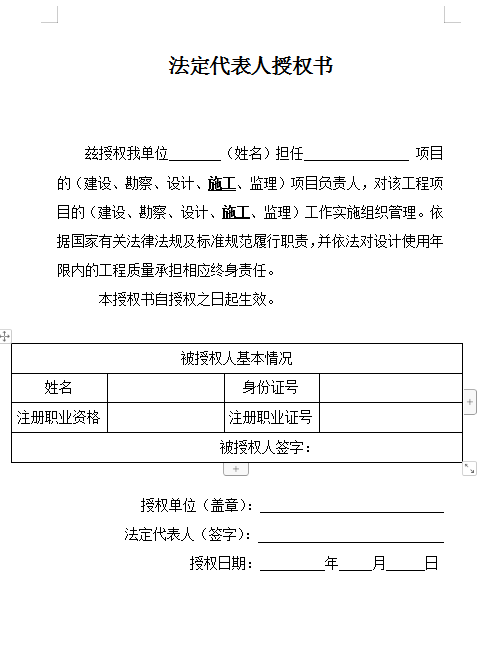 法定代表人授权书
兹授权我单位_______（姓名）担任______________ 项目
的（建设、勘察、设计、施工、监理）项目负责人，对该工程项
目的（建设、勘察、设计、施工、监理）工作实施组织管理。依
据国家有关法律法规及标准规范履行职责，并依法对设计使用年
限内的工程质量承担相应终身责任。
本授权书自授权之日起生效。
被授权人基本情况
姓名 身份证号
注册职业资格 注册职业证号
被授权人签字：
授权单位（盖章）：________________________
法定代表人（签字）：________________________
授权日期：_________年____月_____日